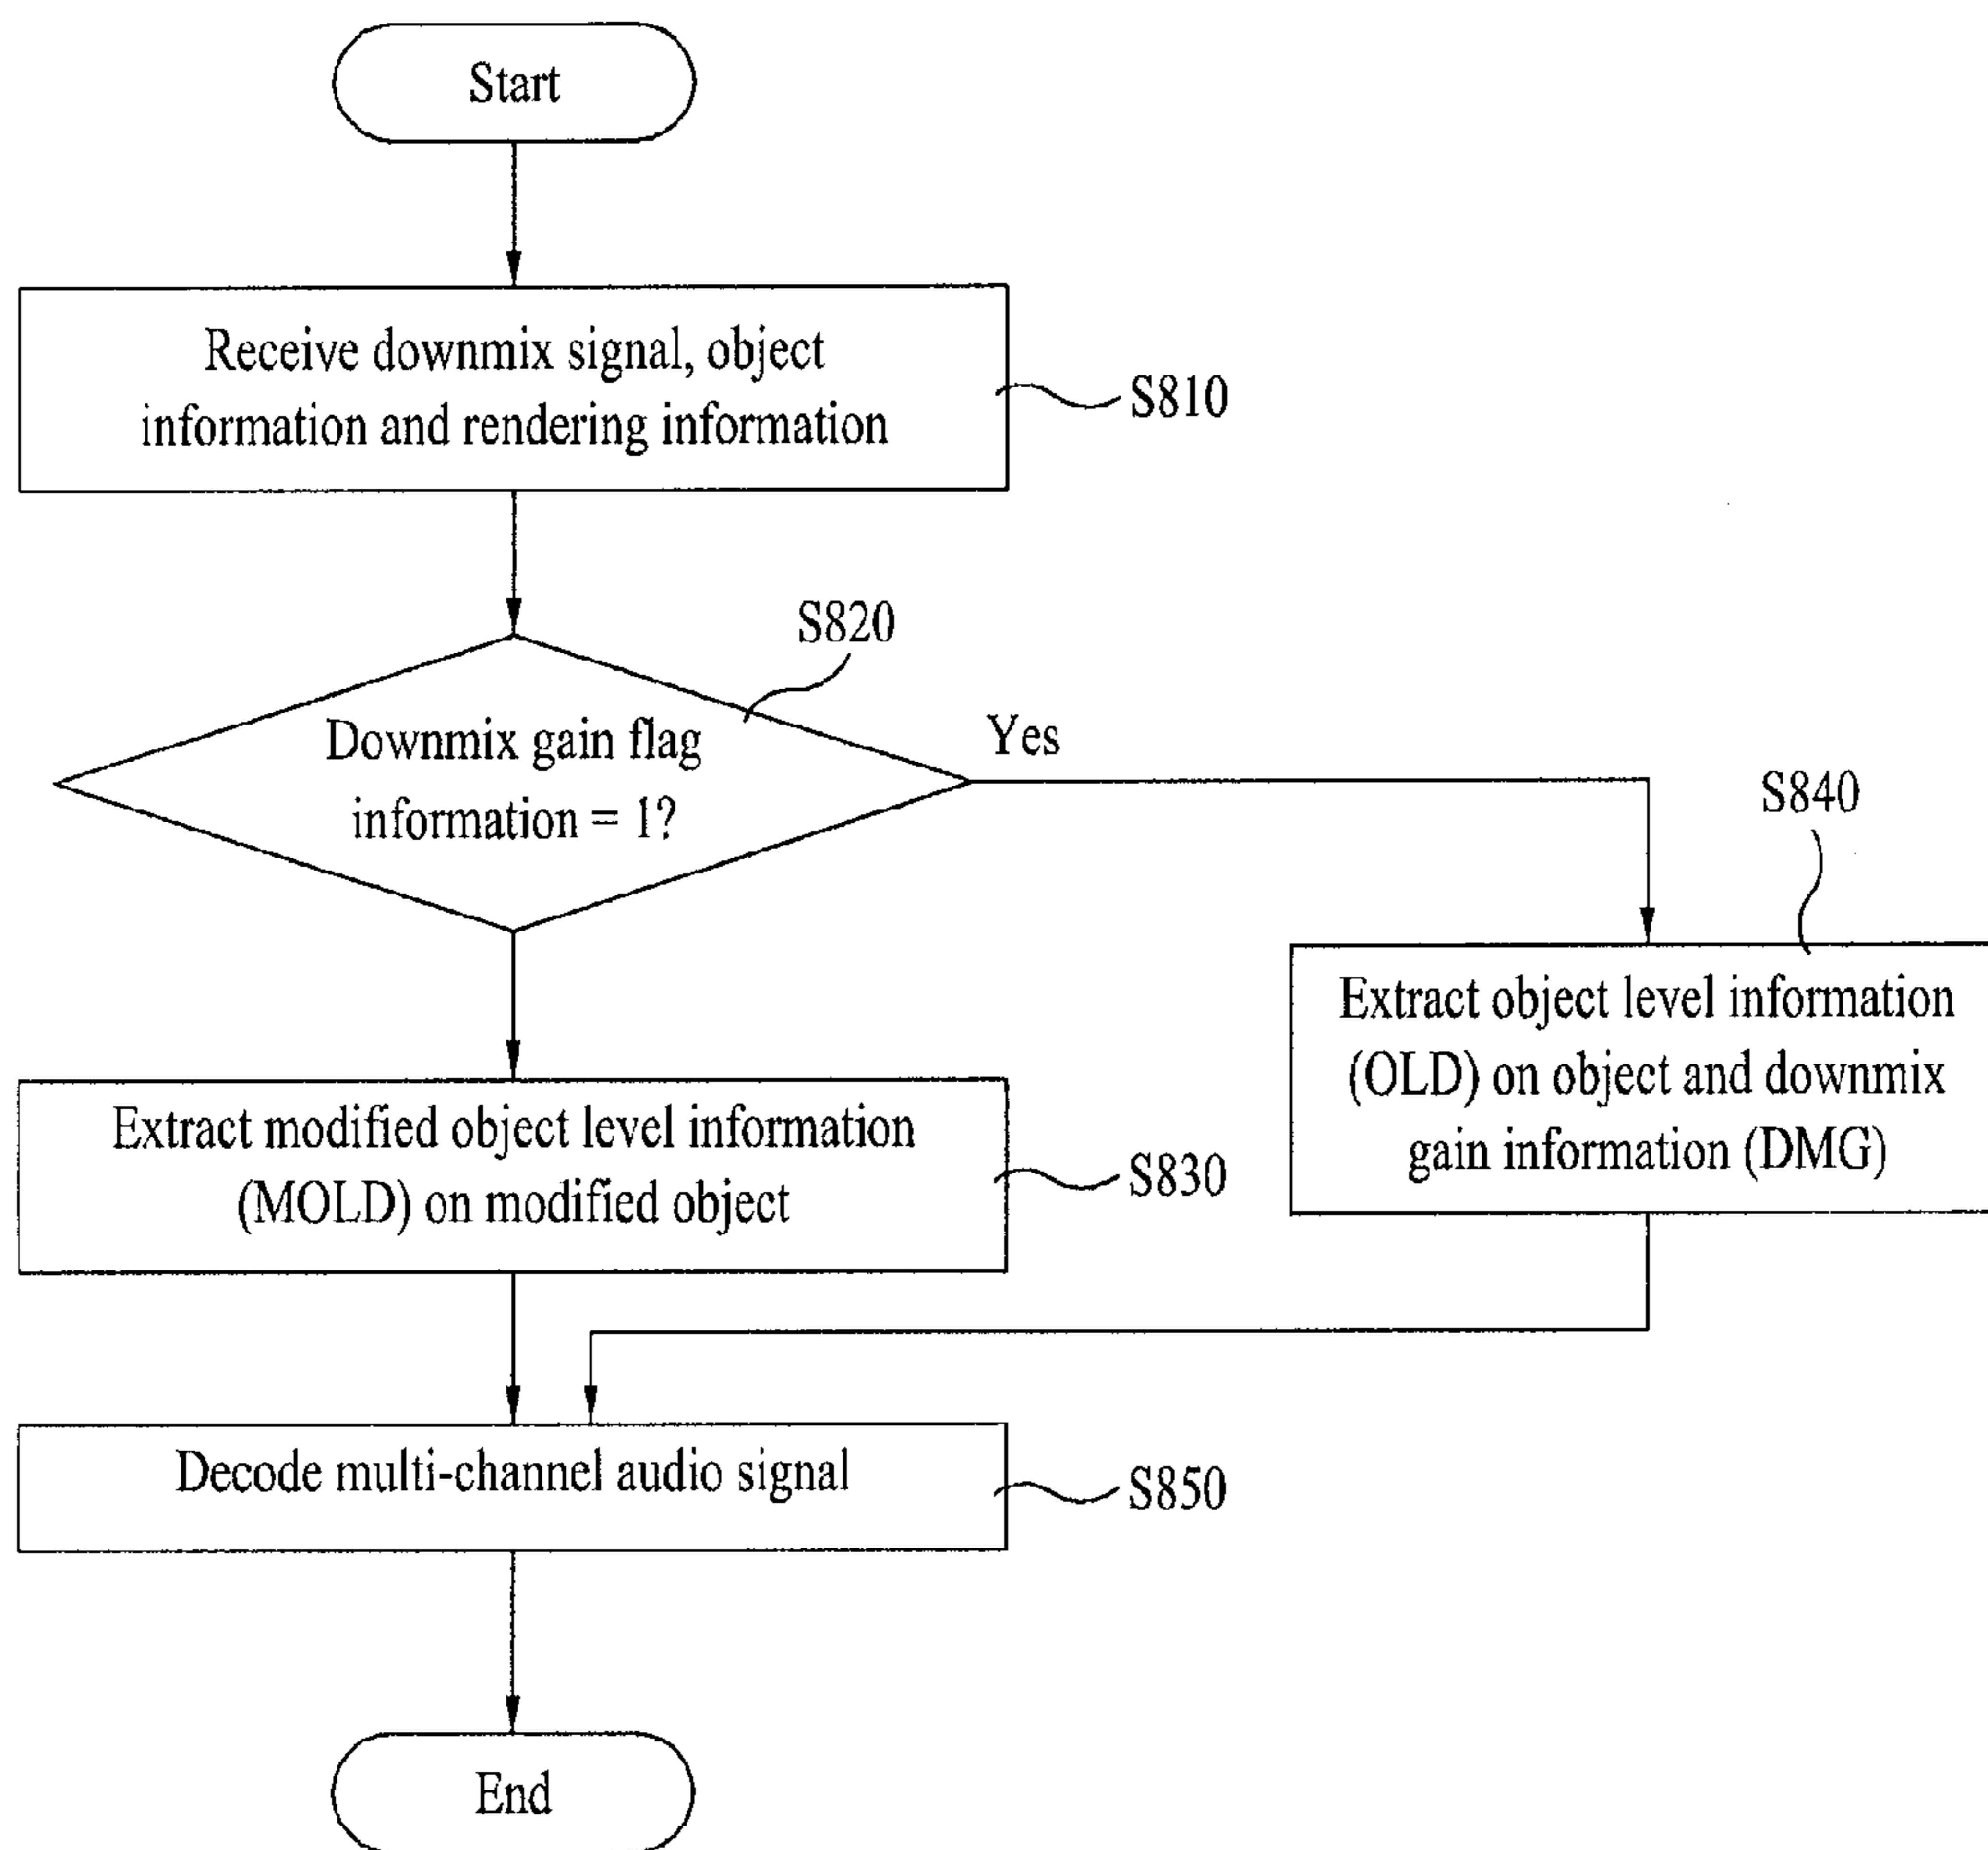 Start
Receive downmix signal, object
information and rendering information
S810
S820
Downmix gain flag
information = 1?
Yes
S840
Extract object level information
(OLD) on object and downmix
gain information (DMG)
Extract modified object level information
(MOLD) on modified object
S830
Decode multi-channel audio signal
S850
End